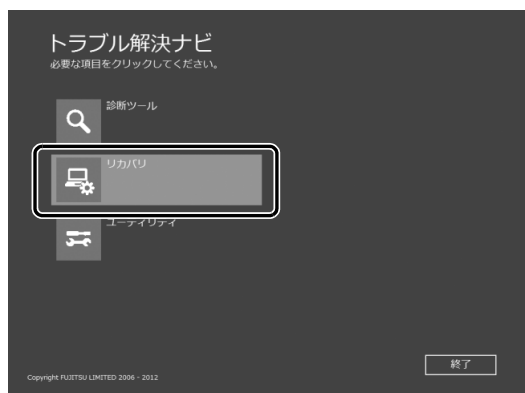 トラブル解決ナビ
必要な項目をクリックしてください。
診断ツール
リカバリ
ユーティリティ
終了
Copyright FUJITSU LIMITED 2006 - 2012